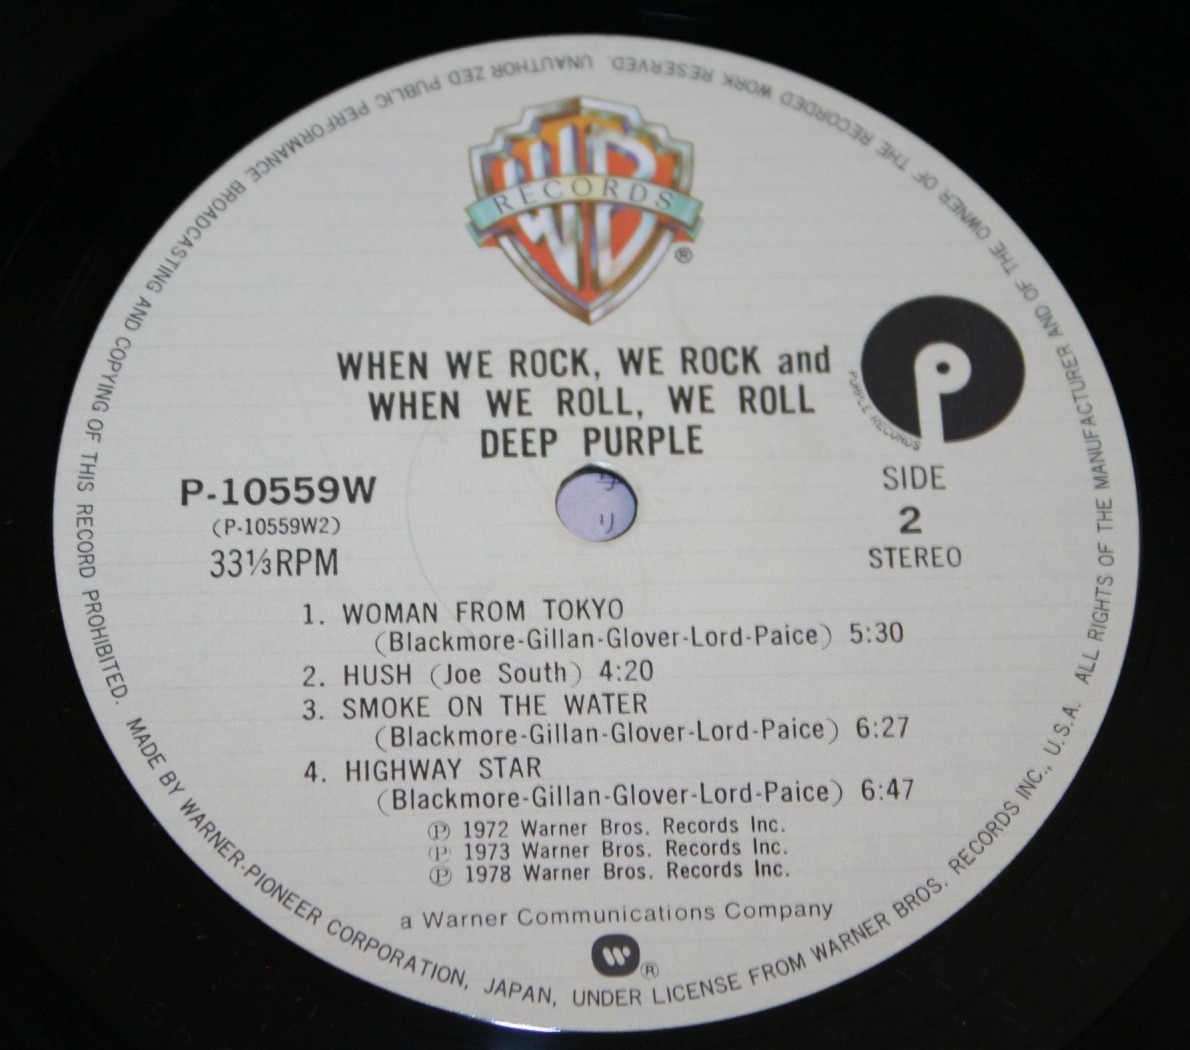 WB
RECORDS
®
WHEN WE ROCK, WE ROCK and
WHEN WE ROLL, WE ROLL
DEEP PURPLE
P
PURPLE RECORDS
P-10559W
(P-10559W2)
33⅓RPM
SIDE
2
STEREO
1. WOMAN FROM TOKYO
(Blackmore-Gillan-Glover-Lord-Paice) 5:30
2. HUSH (Joe South) 4:20
3. SMOKE ON THE WATER
(Blackmore-Gillan-Glover-Lord-Paice) 6:27
4. HIGHWAY STAR
(Blackmore-Gillan-Glover-Lord-Paice) 6:47
Ⓟ 1972 Warner Bros. Records Inc.
Ⓟ 1973 Warner Bros. Records Inc.
Ⓟ 1978 Warner Bros. Records Inc.
a Warner Communications Company
®
MADE BY WARNER-PIONEER CORPORATION, JAPAN, UNDER LICENSE FROM WARNER BROS. RECORDS INC., U.S.A. ALL RIGHTS OF THE MANUFACTURER AND OF THE OWNER OF THE RECORDED WORK RESERVED. UNAUTHOR ZED PUBLIC PERFORMANCE BROADCASTING AND COPYING OF THIS RECORD PROHIBITED.